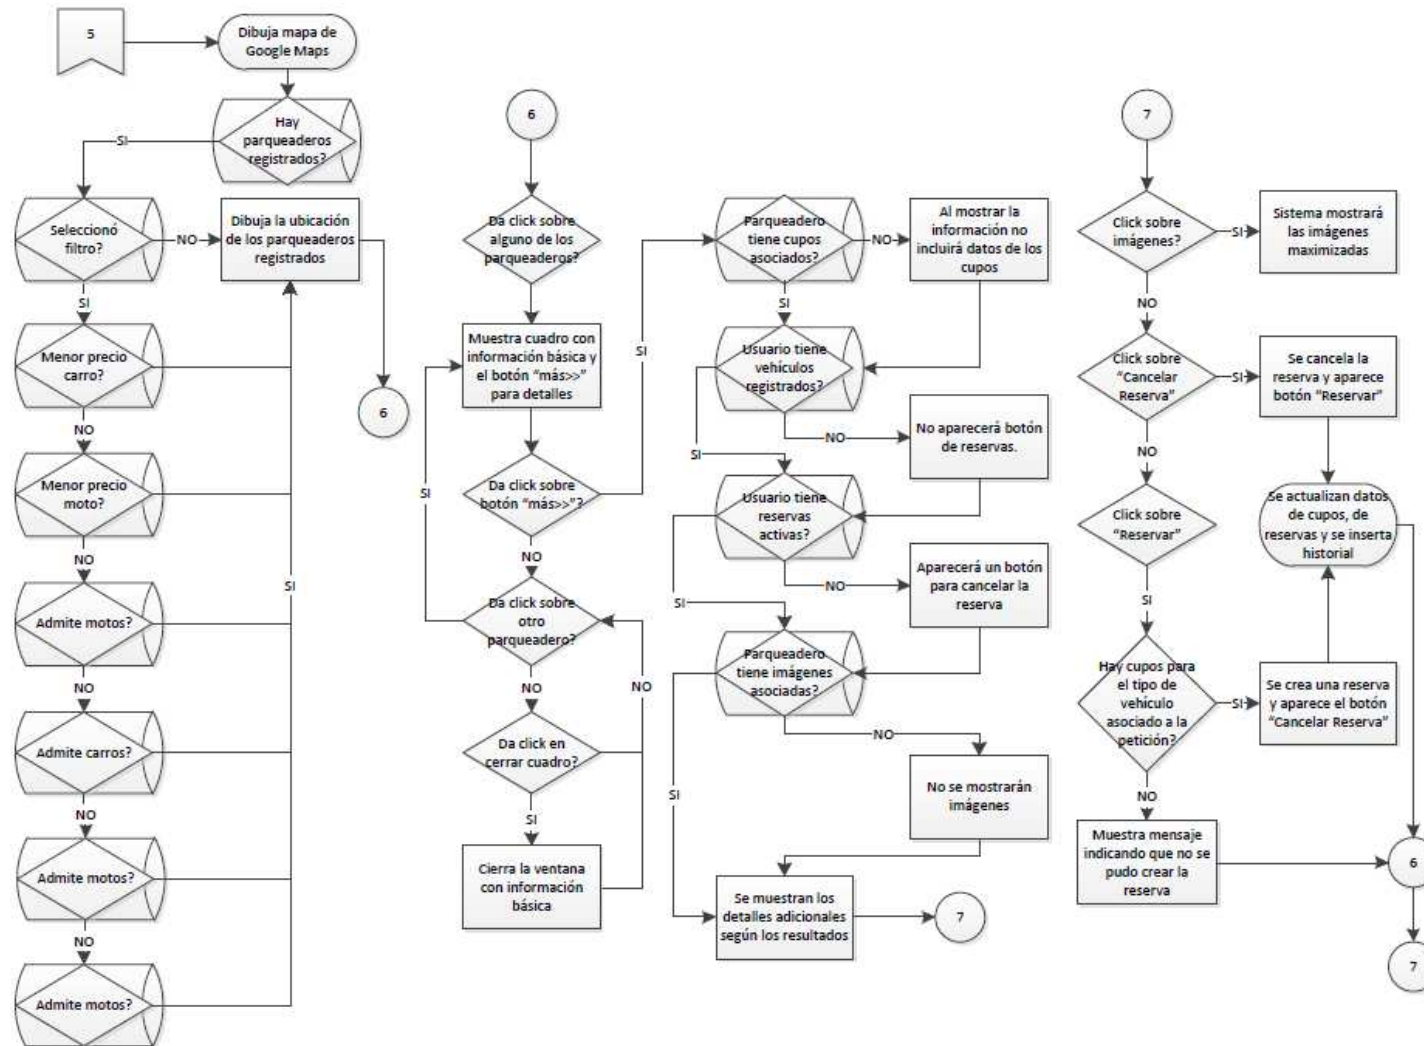 5
Dibuja mapa de
Google Maps
Hay
parqueaderos
registrados?
SI
Seleccionó
filtro?
NO
Dibuja la ubicación
de los parqueaderos
registrados
SI
Menor precio
carro?
6
NO
Menor precio
moto?
NO
SI
Admite motos?
NO
Admite carros?
NO
Admite motos?
NO
Admite motos?
6
Da click sobre
alguno de los
parqueaderos?
Muestra cuadro con
información básica y
el botón “más>>”
para detalles
SI
Da click sobre
botón “más>>”?
SI
NO
Da click sobre
otro
parqueadero?
NO
NO
Da click en
cerrar cuadro?
SI
Cierra la ventana
con información
básica
Parqueadero
tiene cupos
asociados?
NO
Al mostrar la
información no
incluirá datos de los
cupos
SI
Usuario tiene
vehículos
registrados?
NO
No aparecerá botón
de reservas.
SI
Usuario tiene
reservas
activas?
NO
Aparecerá un botón
para cancelar la
reserva
SI
Parqueadero
tiene imágenes
asociadas?
NO
No se mostrarán
imágenes
SI
Se muestran los
detalles adicionales
según los resultados
7
7
Click sobre
imágenes?
SI
Sistema mostrará
las imágenes
maximizadas
NO
Click sobre
“Cancelar
Reserva”
SI
Se cancela la
reserva y aparece
botón “Reservar”
NO
Click sobre
“Reservar”
Se actualizan datos
de cupos, de
reservas y se inserta
historial
SI
Hay cupos para
el tipo de
vehículo
asociado a la
petición?
SI
Se crea una reserva
y aparece el botón
“Cancelar Reserva”
NO
Muestra mensaje
indicando que no se
pudo crear la
reserva
6
7